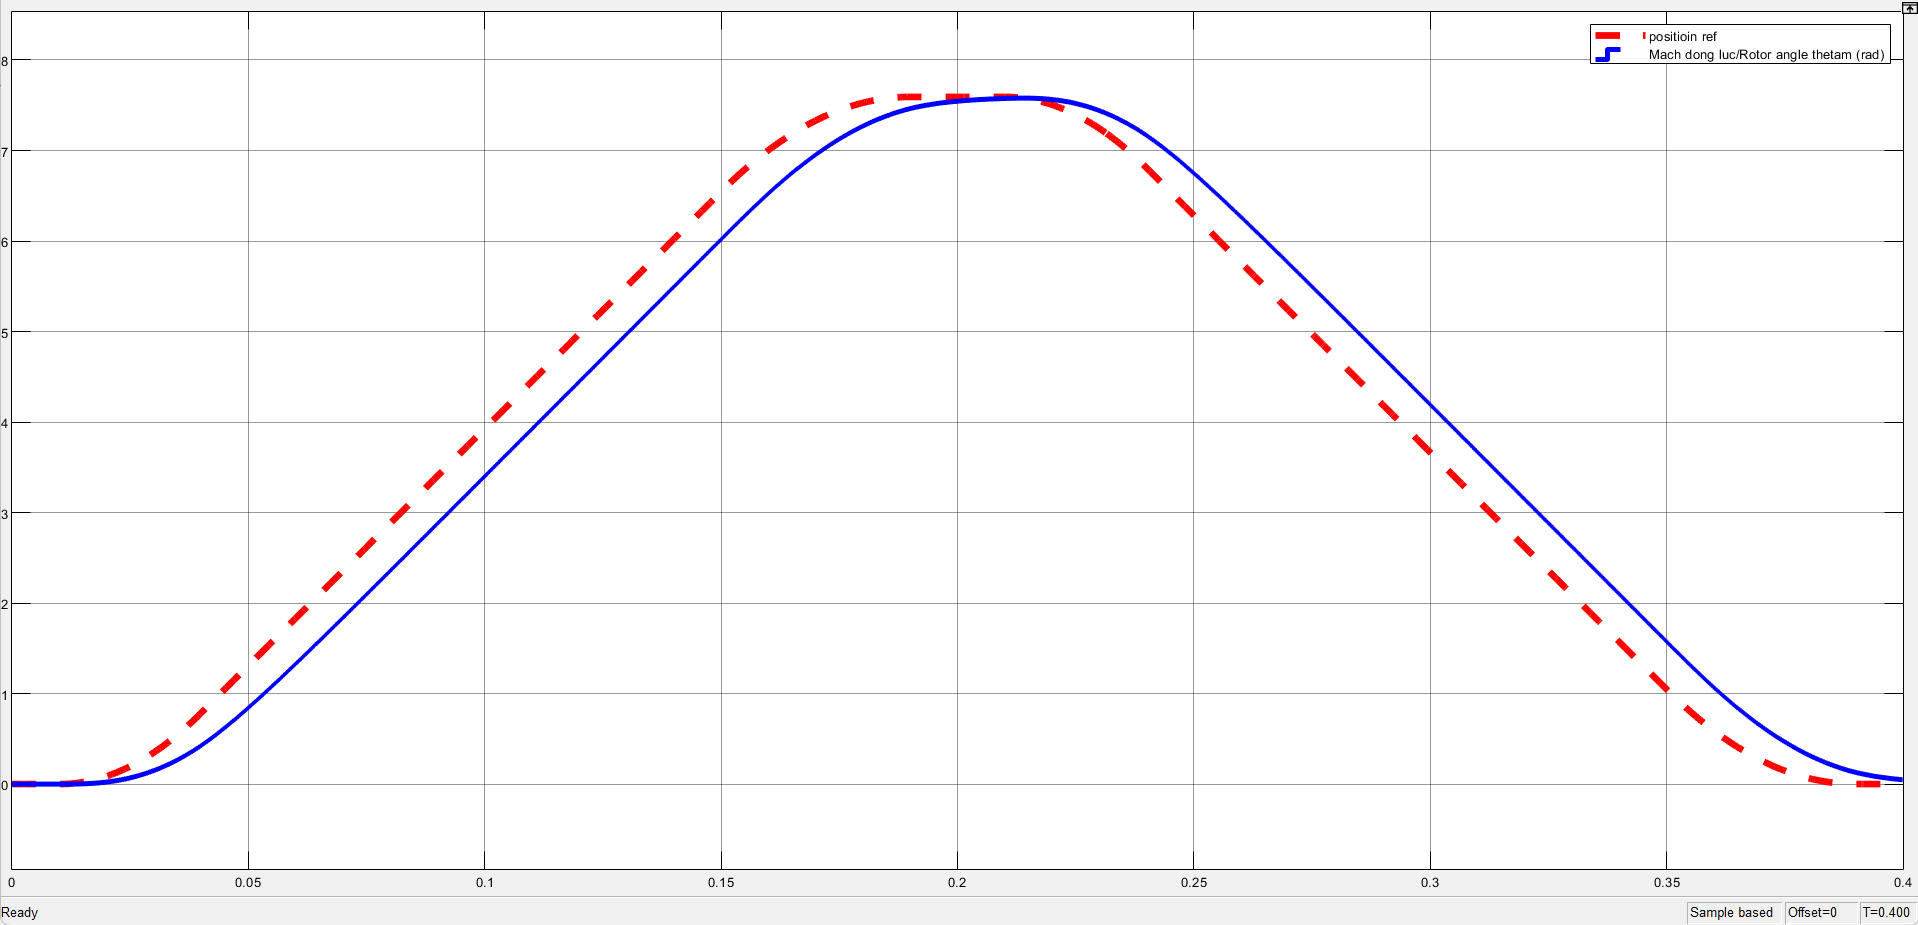 positioin ref
Mach dong luc/Rotor angle thetam (rad)
8
7
6
5
4
3
2
1
0
0 0.05 0.1 0.15 0.2 0.25 0.3 0.35 0.4
Ready Sample based Offset=0 T=0.400